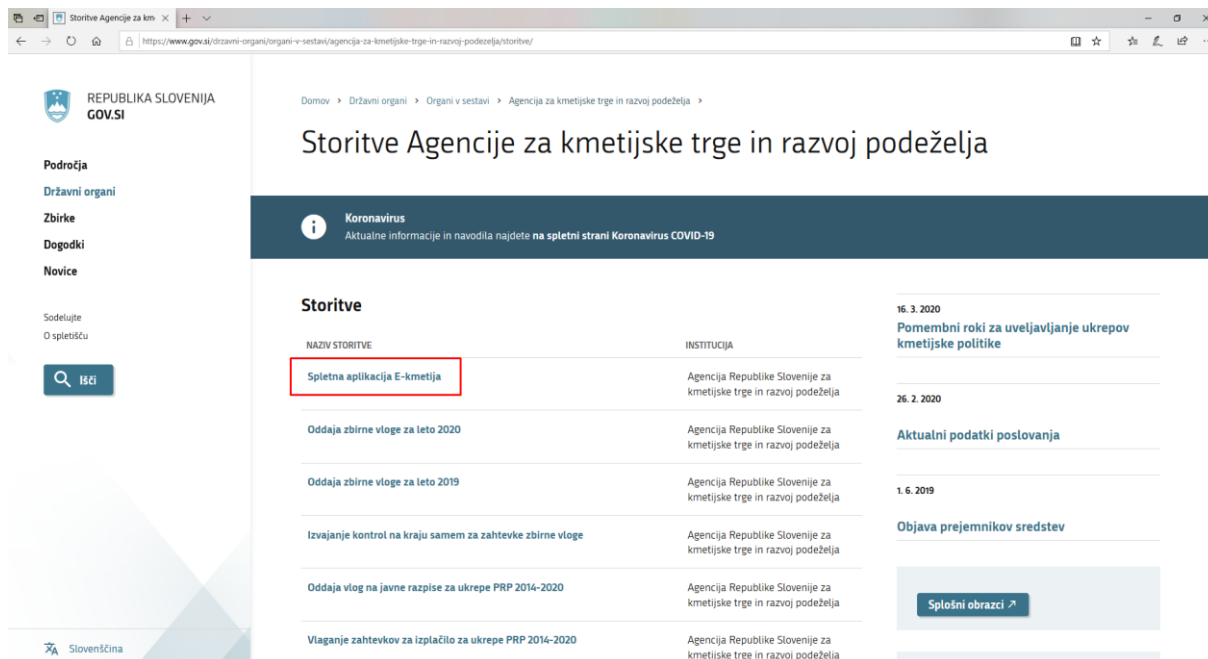 Storitve Agencije za km
https://www.gov.si/drzavni-organi/organi-v-sestavi/agencija-za-kmetijske-trge-in-razvoj-podezelja/storitve/
REPUBLIKA SLOVENIJA
GOV.SI
Področja
Državni organi
Zbirke
Dogodki
Novice
Sodelujte
O spletišču
Išči
Slovenščina
Domov > Državni organi > Organi v sestavi > Agencija za kmetijske trge in razvoj podeželja >
Storitve Agencije za kmetijske trge in razvoj podeželja
Koronavirus
Aktualne informacije in navodila najdete na spletni strani Koronavirus COVID-19
Storitve
NAZIV STORITVE INSTITUCIJA
Spletna aplikacija E-kmetija Agencija Republike Slovenije za
kmetijske trge in razvoj podeželja
Oddaja zbirne vloge za leto 2020 Agencija Republike Slovenije za
kmetijske trge in razvoj podeželja
Oddaja zbirne vloge za leto 2019 Agencija Republike Slovenije za
kmetijske trge in razvoj podeželja
Izvajanje kontrol na kraju samem za zahtevke zbirne vloge Agencija Republike Slovenije za
kmetijske trge in razvoj podeželja
Oddaja vlog na javne razpise za ukrepe PRP 2014-2020 Agencija Republike Slovenije za
kmetijske trge in razvoj podeželja
Vlaganje zahtevkov za izplačilo za ukrepe PRP 2014-2020 Agencija Republike Slovenije za
kmetijske trge in razvoj podeželja
16. 3. 2020
Pomembni roki za uveljavljanje ukrepov
kmetijske politike
26. 2. 2020
Aktualni podatki poslovanja
1. 6. 2019
Objava prejemnikov sredstev
Splošni obrazci